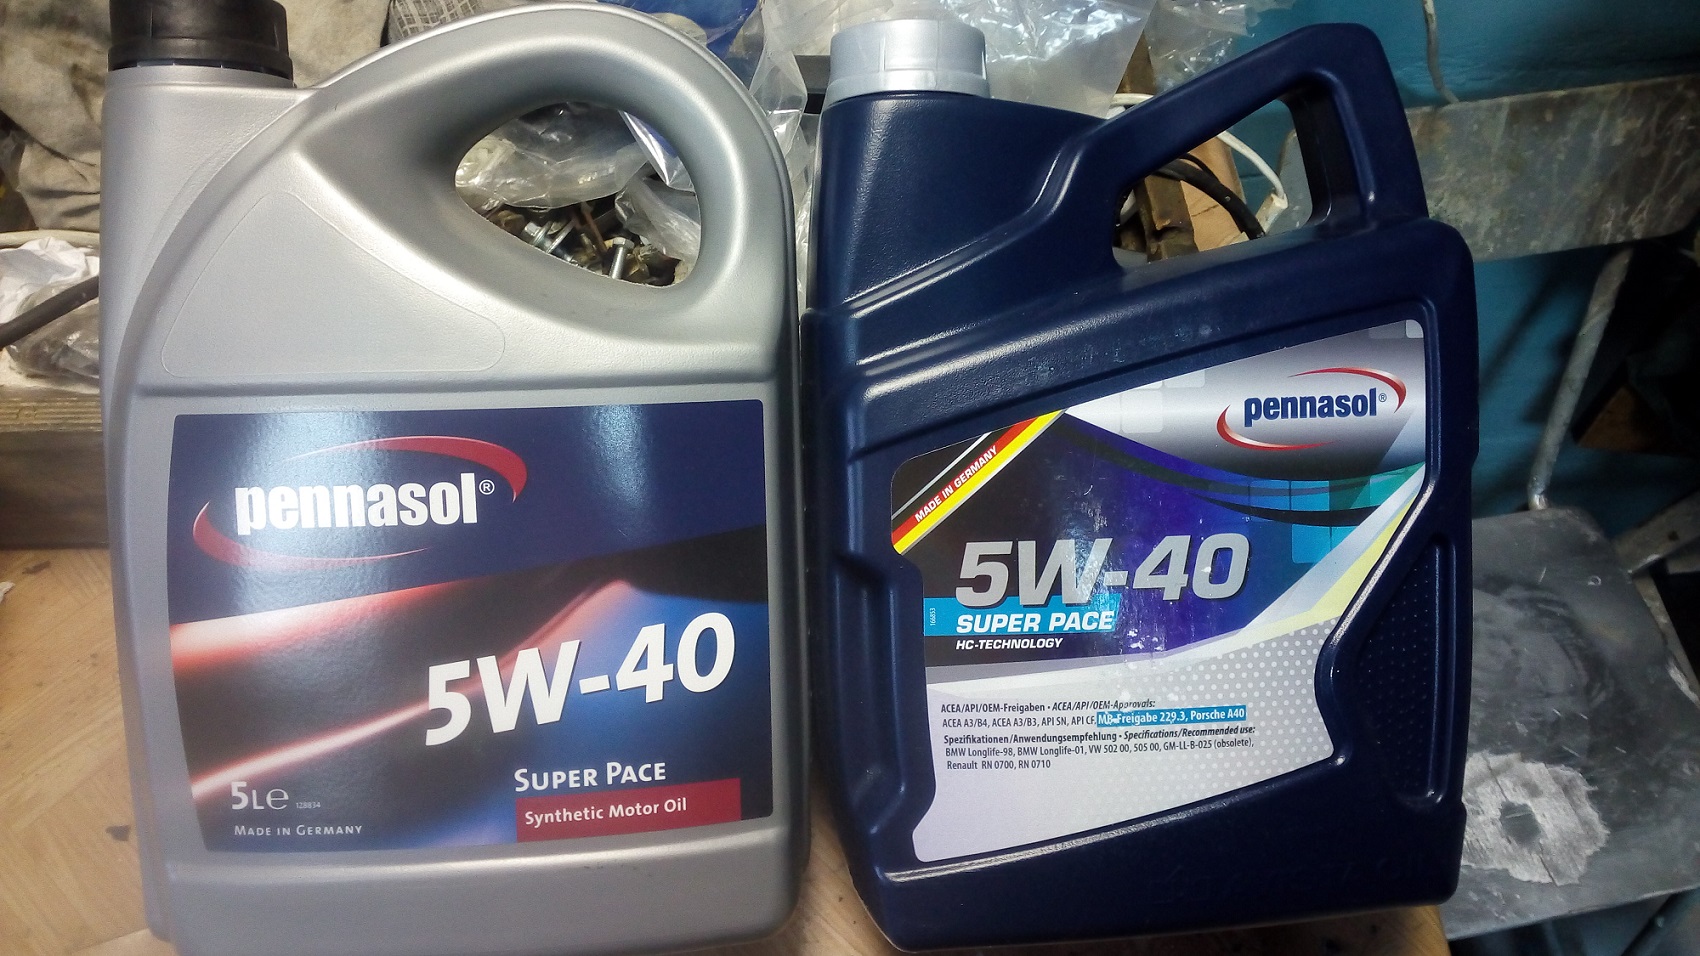 pennasol®
5W-40
SUPER PACE
Synthetic Motor Oil
5L℮ 128834
MADE IN GERMANY
pennasol®
MADE IN GERMANY
5W-40
SUPER PACE
HC-TECHNOLOGY
166853
ACEA/API/OEM-Freigaben • ACEA/API/OEM-Approvals:
ACEA A3/B4, ACEA A3/B3, API SN, API CF, MB-Freigabe 229.3, Porsche A40
Spezifikationen/Anwendungsempfehlung • Specifications/Recommended use:
BMW Longlife-98, BMW Longlife-01, VW 502 00, 505 00, GM-LL-B-025 (obsolete),
Renault RN 0700, RN 0710